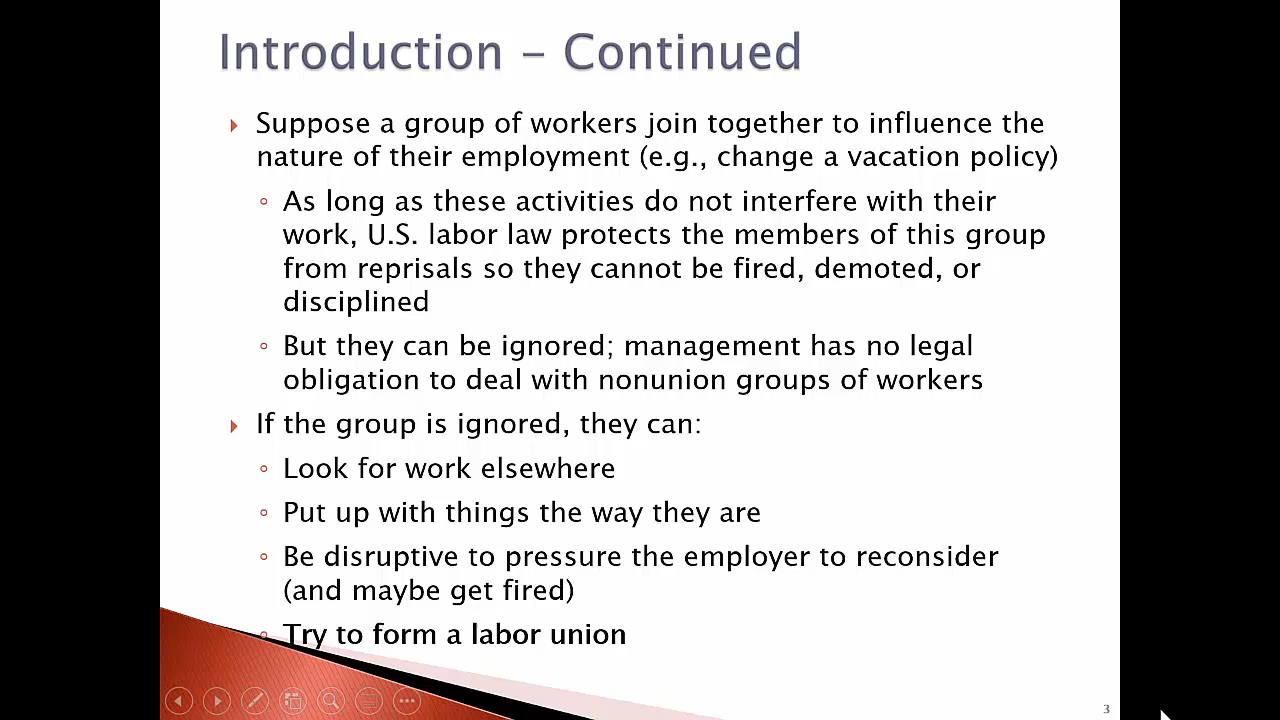 Introduction – Continued
Suppose a group of workers join together to influence the
nature of their employment (e.g., change a vacation policy)
As long as these activities do not interfere with their
work, U.S. labor law protects the members of this group
from reprisals so they cannot be fired, demoted, or
disciplined
But they can be ignored; management has no legal
obligation to deal with nonunion groups of workers
If the group is ignored, they can:
Look for work elsewhere
Put up with things the way they are
Be disruptive to pressure the employer to reconsider
(and maybe get fired)
Try to form a labor union
3